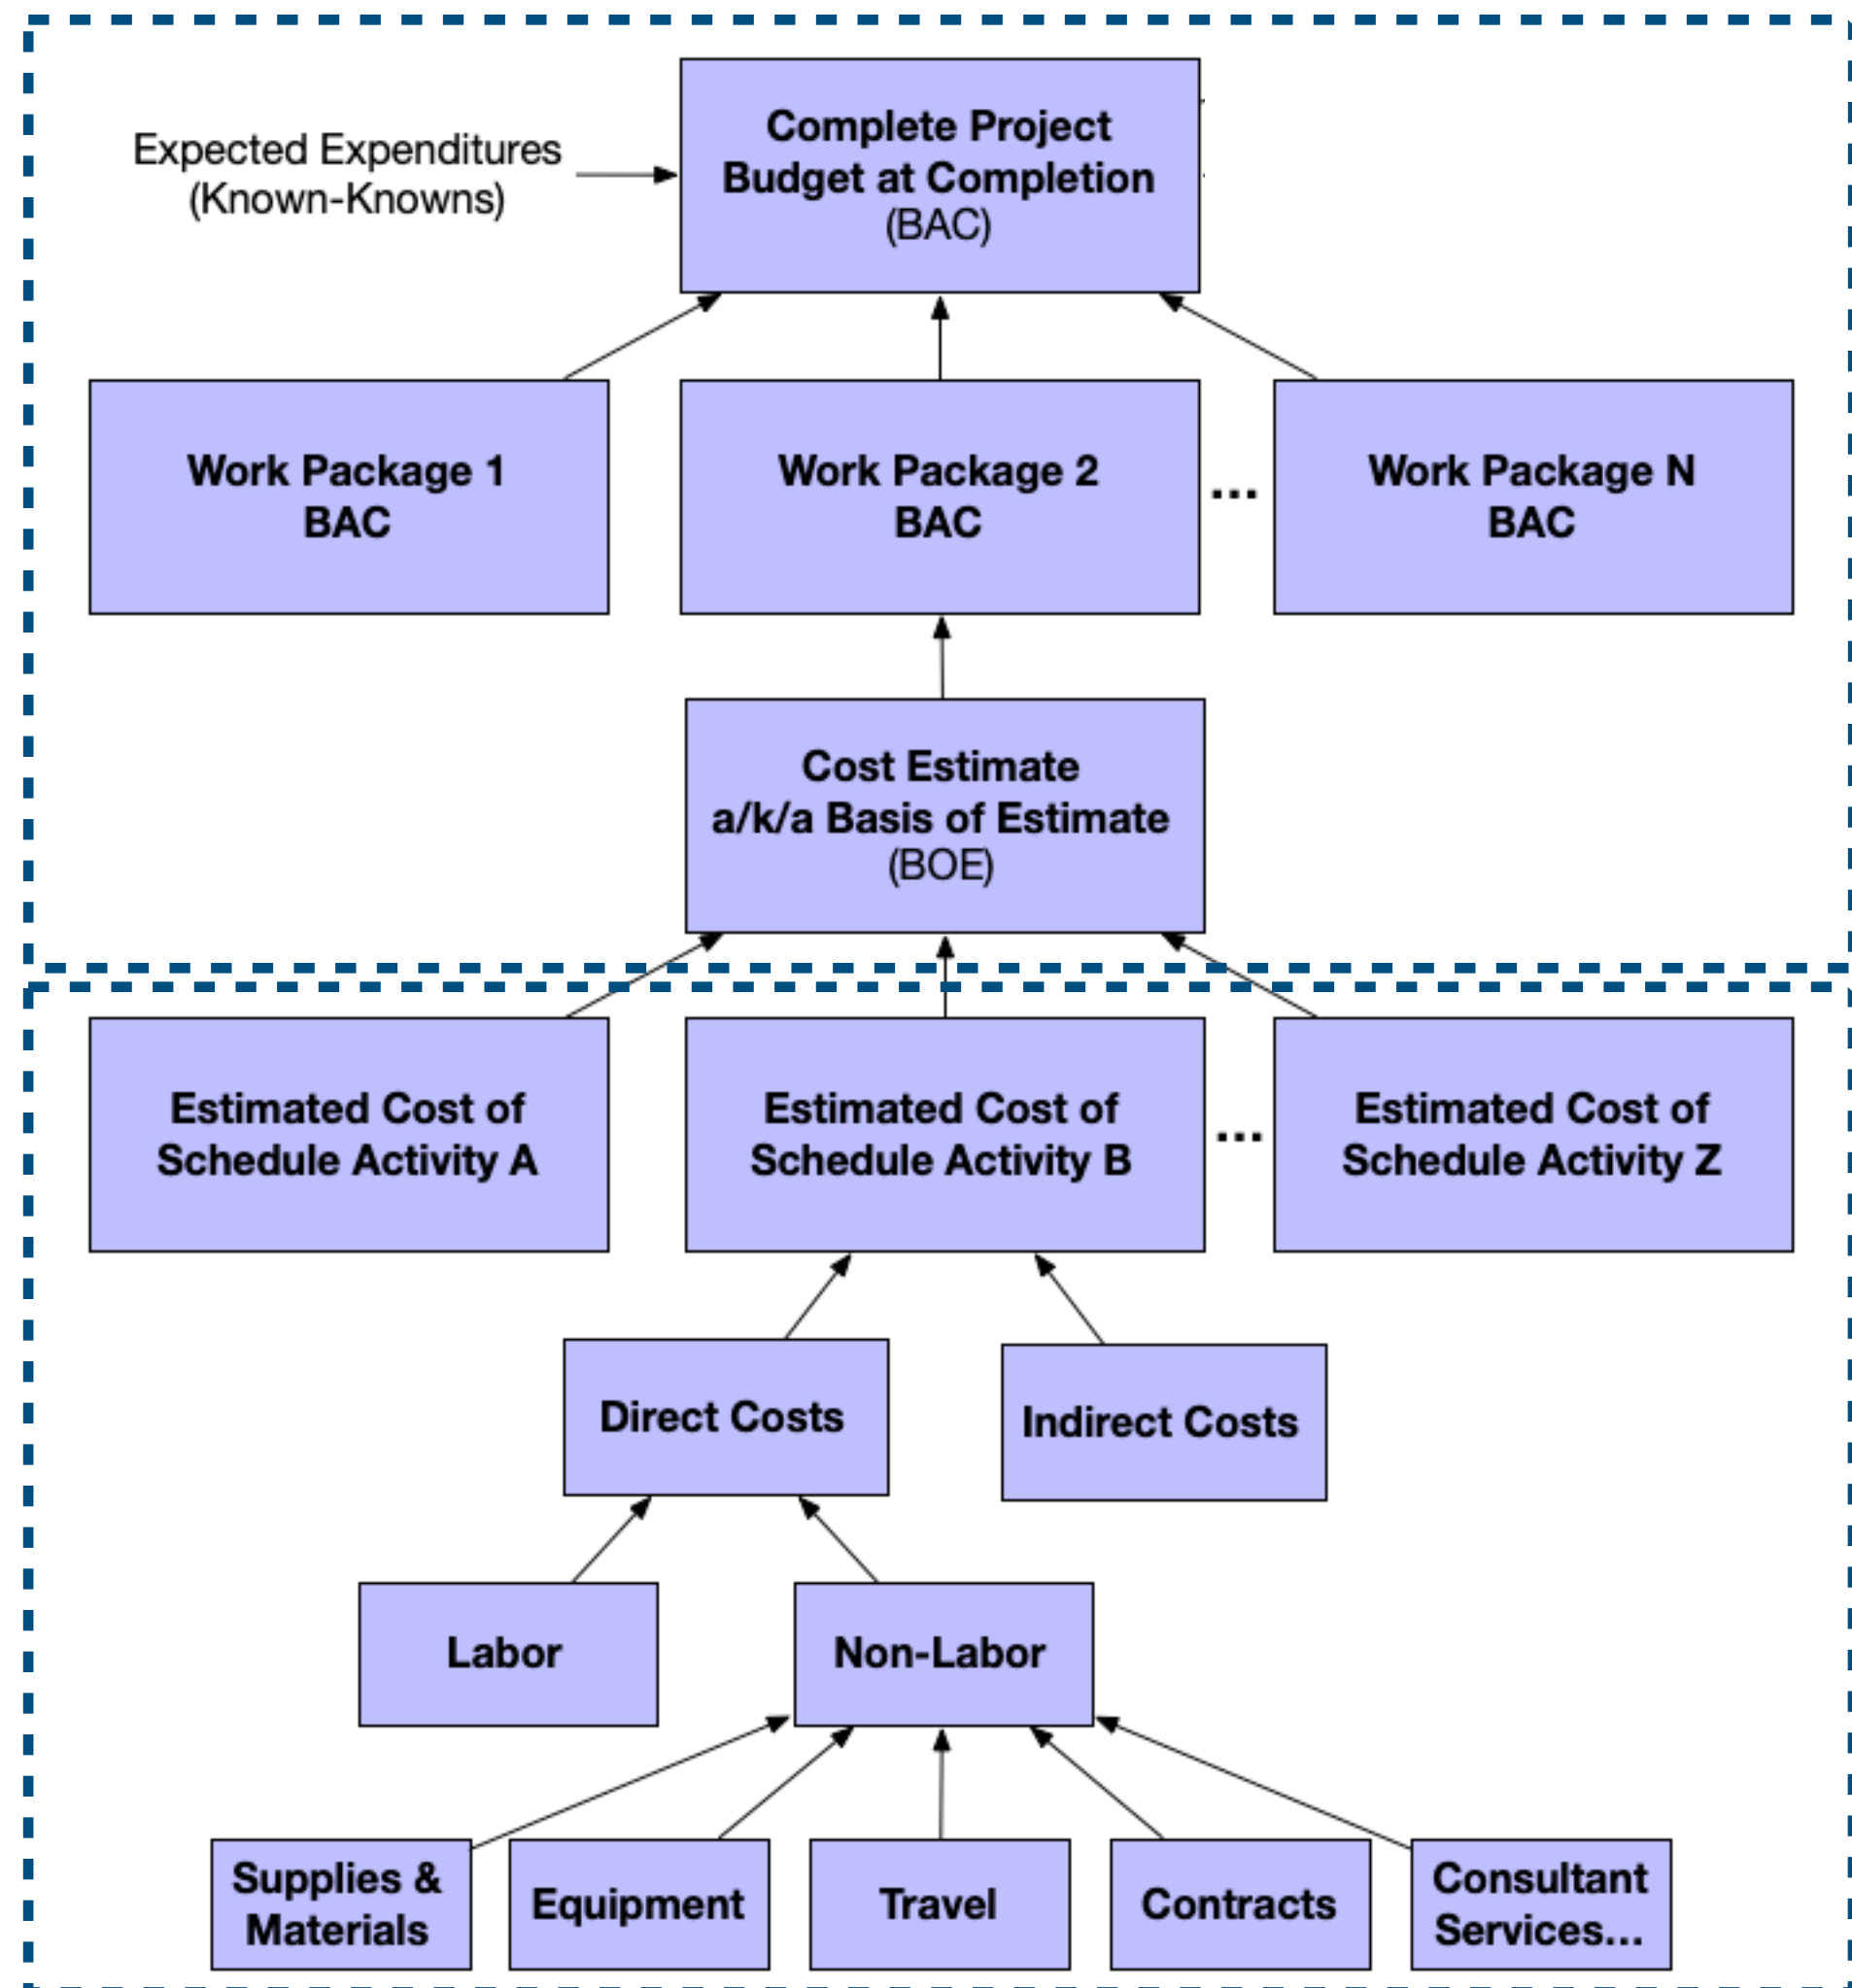 Complete Project
Budget at Completion
(BAC)
Expected Expenditures
(Known-Knowns)
Work Package 1
BAC
Work Package 2
BAC
...
Work Package N
BAC
Cost Estimate
a/k/a Basis of Estimate
(BOE)
Estimated Cost of
Schedule Activity A
Estimated Cost of
Schedule Activity B
...
Estimated Cost of
Schedule Activity Z
Direct Costs
Indirect Costs
Labor
Non-Labor
Supplies &
Materials
Equipment
Travel
Contracts
Consultant
Services...